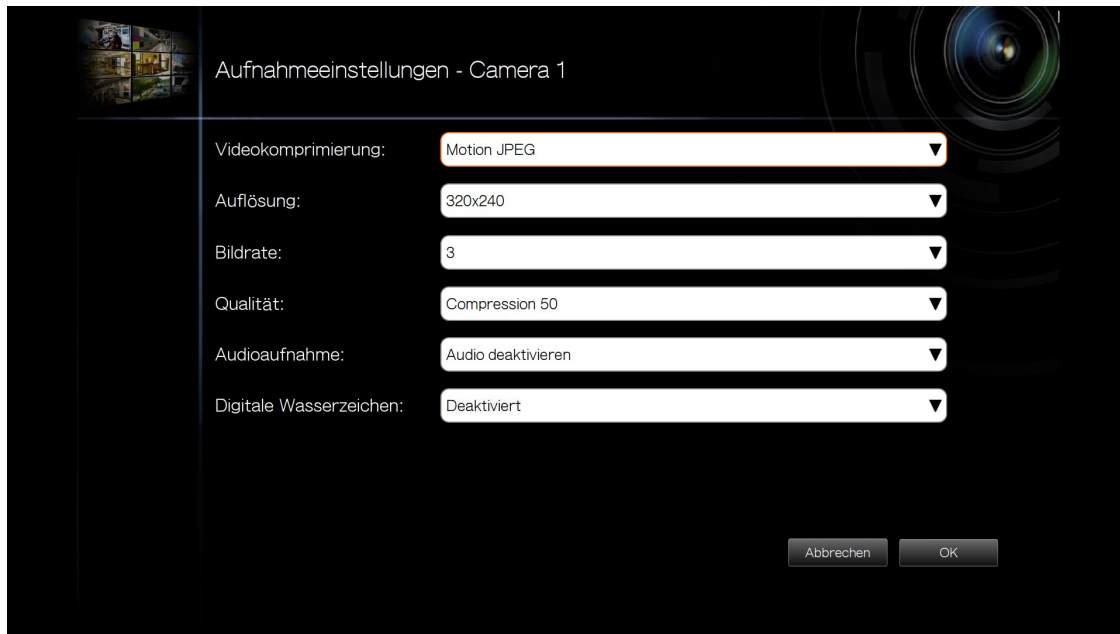 Aufnahmeeinstellungen - Camera 1
Videokomprimierung: Motion JPEG
Auflösung: 320x240
Bildrate: 3
Qualität: Compression 50
Audioaufnahme: Audio deaktivieren
Digitale Wasserzeichen: Deaktiviert
Abbrechen OK